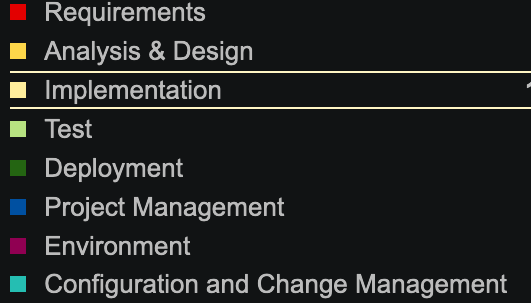 Requirements
Analysis & Design
Implementation
Test
Deployment
Project Management
Environment
Configuration and Change Management